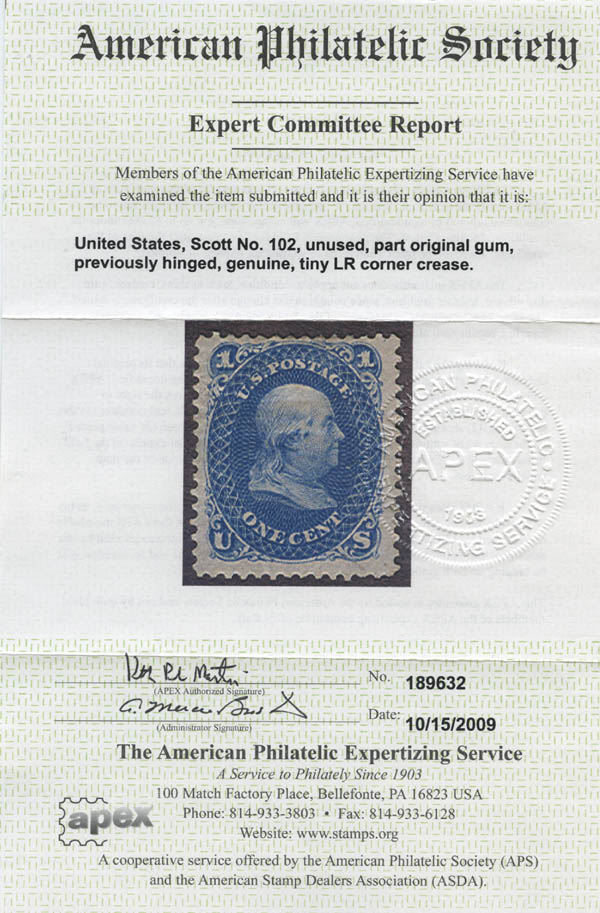 American Philatelic Society
Expert Committee Report
Members of the American Philatelic Expertizing Service have
examined the item submitted and it is their opinion that it is:
United States, Scott No. 102, unused, part original gum,
previously hinged, genuine, tiny LR corner crease.
1 1
U.S. POSTAGE
ONE CENT
U S
AMERICAN PHILATELIC
ESTABLISHED
APEX
1903
EXPERTIZING SERVICE
(APEX Authorized Signature)
No. 189632
(Administrator Signature)
Date: 10/15/2009
The American Philatelic Expertizing Service
A Service to Philately Since 1903
100 Match Factory Place, Bellefonte, PA 16823 USA
Phone: 814-933-3803 • Fax: 814-933-6128
Website: www.stamps.org
apex
A cooperative service offered by the American Philatelic Society (APS)
and the American Stamp Dealers Association (ASDA).